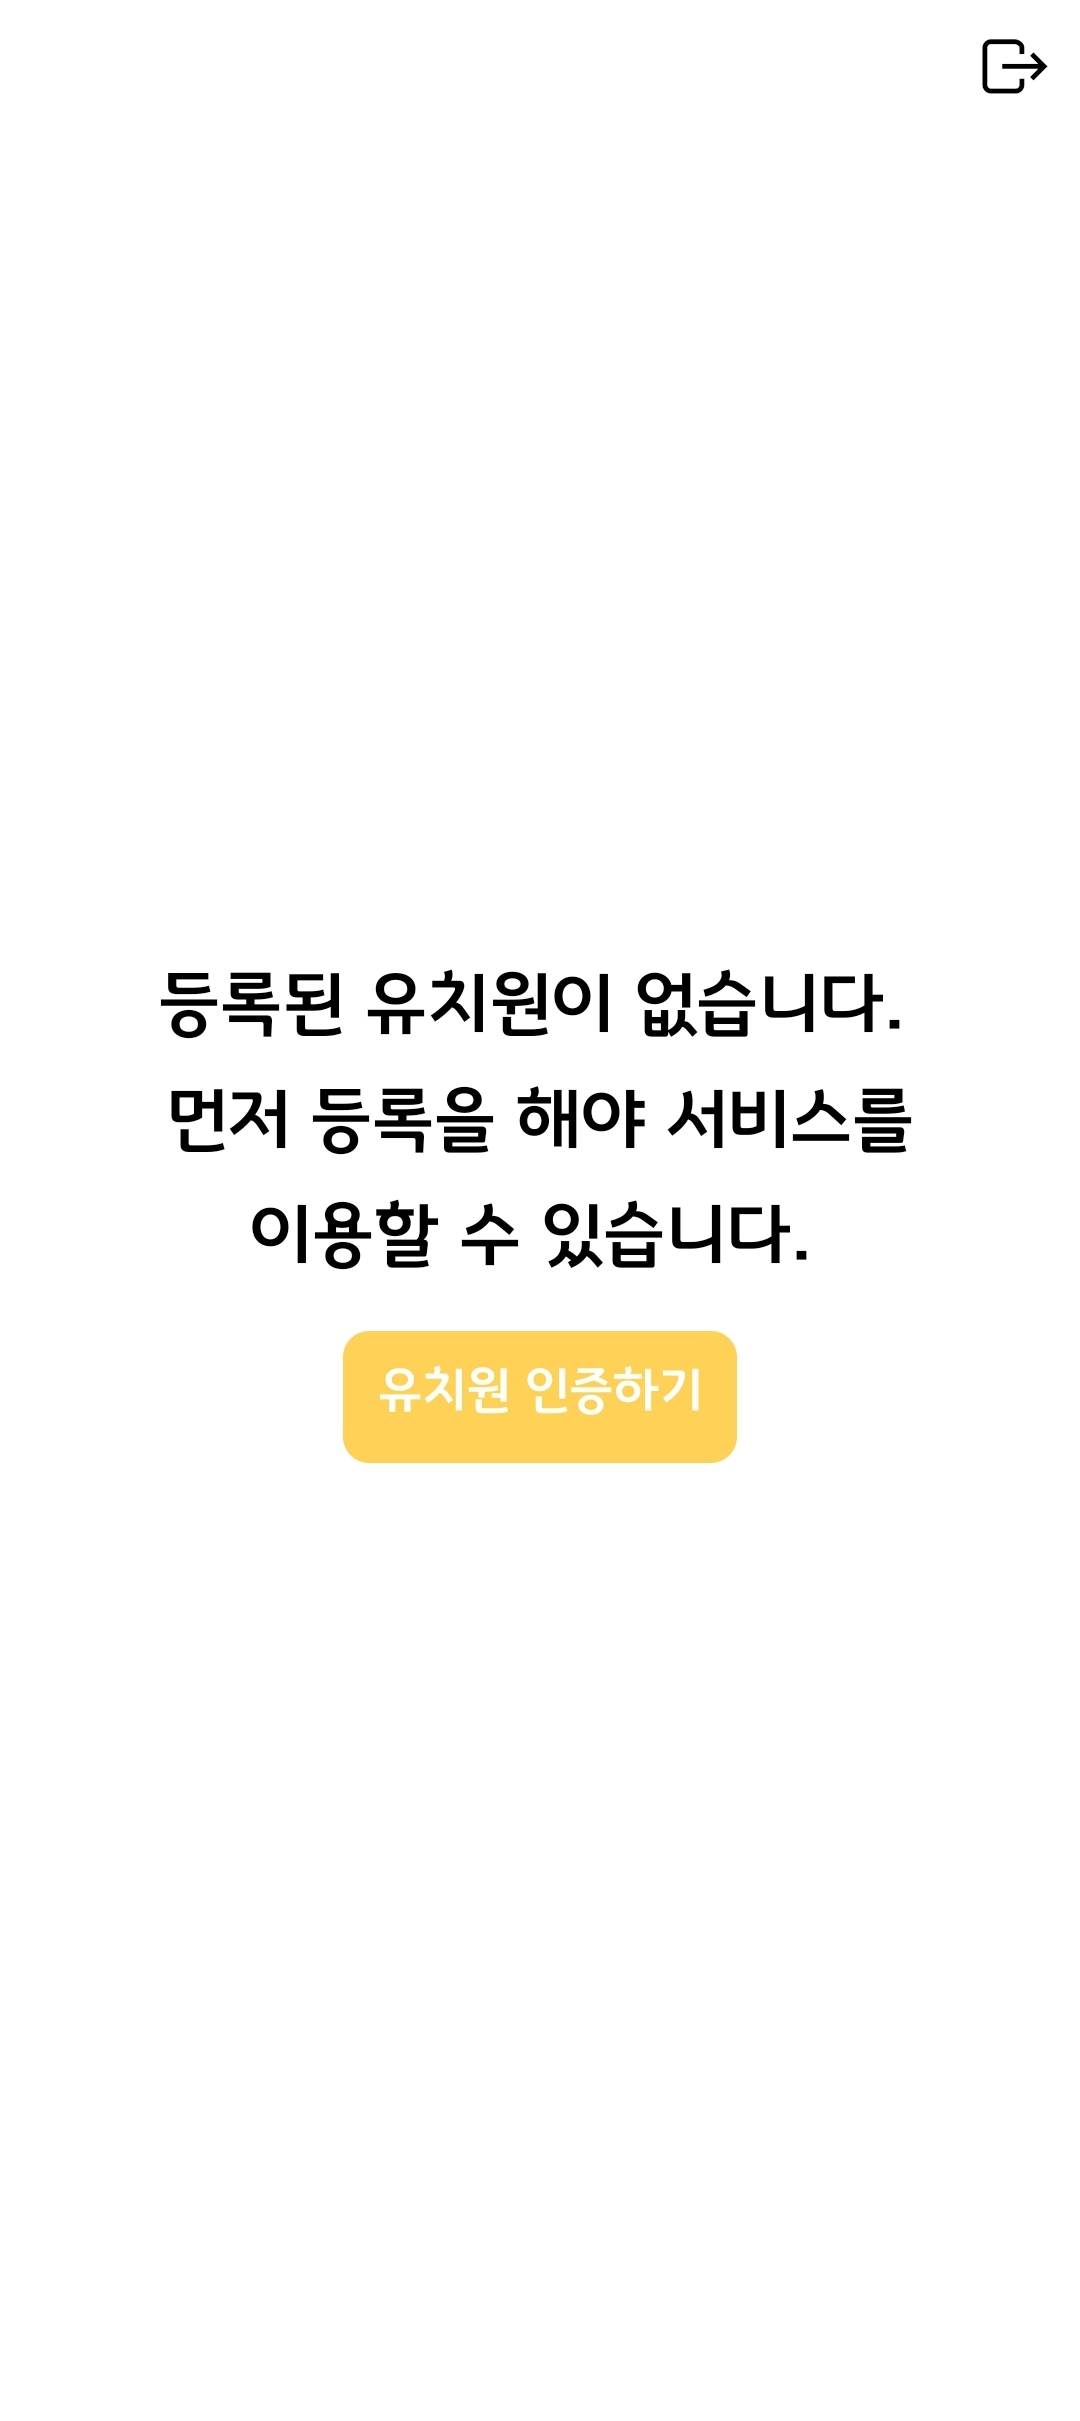 등록된 유치원이 없습니다.
먼저 등록을 해야 서비스를
이용할 수 있습니다.
유치원 인증하기